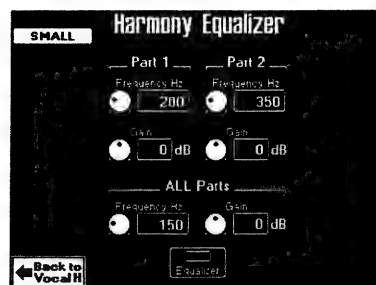 SMALL
Harmony Equalizer
Part 1 Part 2
Frequency Hz Frequency Hz
200 350
Gain Gain
0 dB 0 dB
ALL Parts
Frequency Hz Gain
150 0 dB
Equalizer
Back to
Vocal H